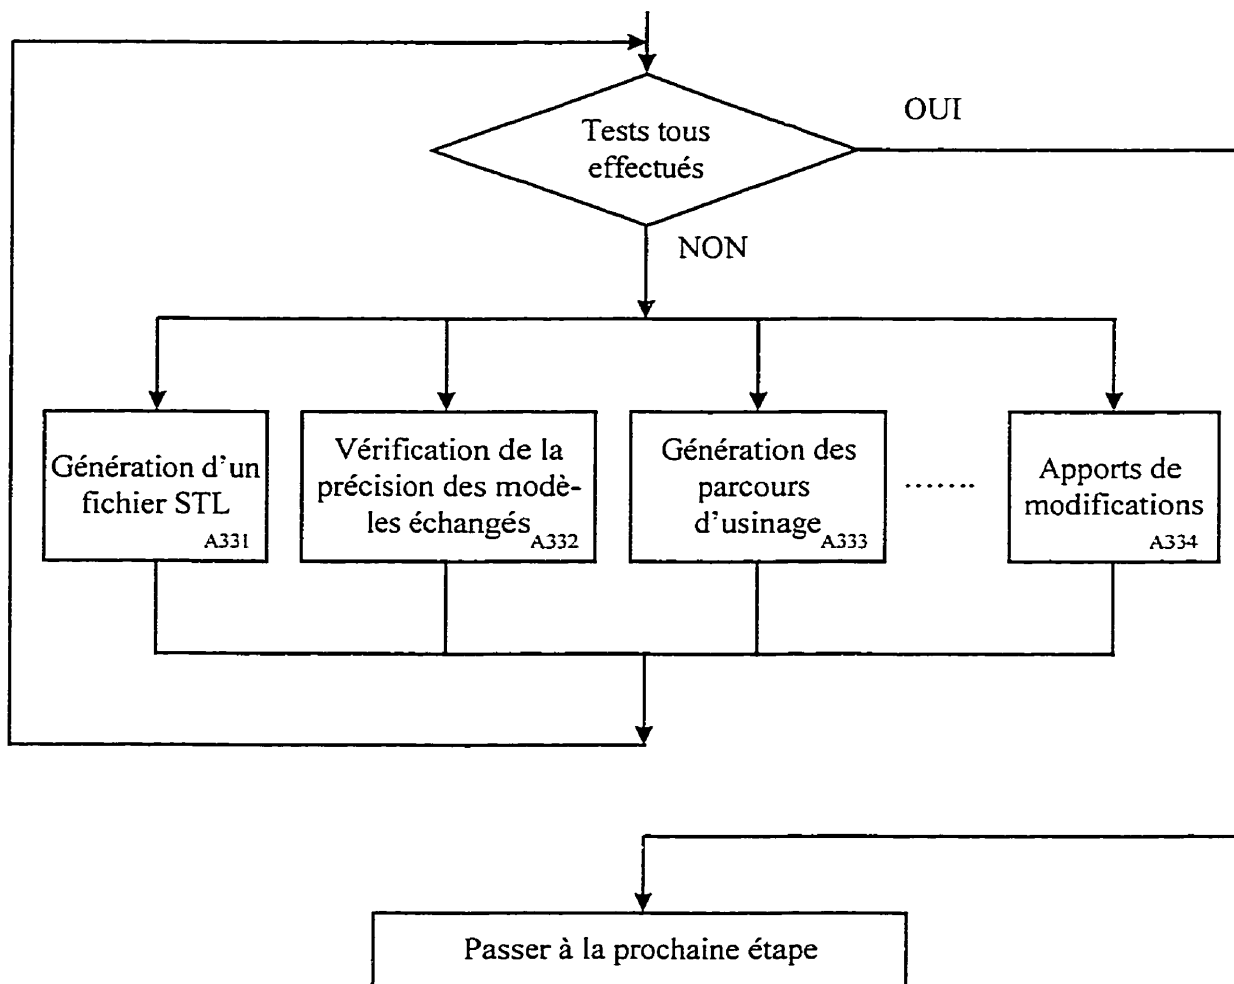 OUI
Tests tous
effectués
NON
Génération d'un
fichier STL
A331
Vérification de la
précision des modè-
les échangés
A332
Génération des
parcours
d'usinage
A333
.......
Apports de
modifications
A334
Passer à la prochaine étape